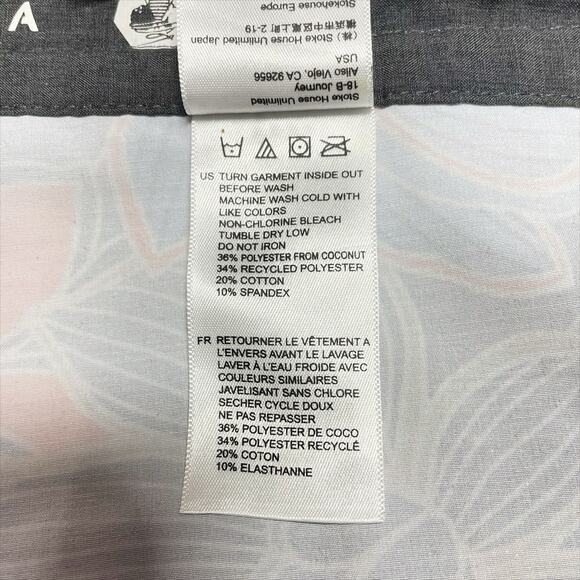 A
Stoke House Unlimited
18-B Journey
Aliso Viejo, CA 92656
USA
(株) Stoke House Unlimited Japan
横浜市中区尾上町 2-19
Stokehouse Europe
US TURN GARMENT INSIDE OUT
BEFORE WASH
MACHINE WASH COLD WITH
LIKE COLORS
NON-CHLORINE BLEACH
TUMBLE DRY LOW
DO NOT IRON
36% POLYESTER FROM COCONUT
34% RECYCLED POLYESTER
20% COTTON
10% SPANDEX
FR RETOURNER LE VÊTEMENT A
L'ENVERS AVANT LE LAVAGE
LAVER À L'EAU FROIDE AVEC
COULEURS SIMILAIRES
JAVELISANT SANS CHLORE
SECHER CYCLE DOUX
NE PAS REPASSER
36% POLYESTER DE COCO
34% POLYESTER RECYCLÉ
20% COTON
10% ELASTHANNE